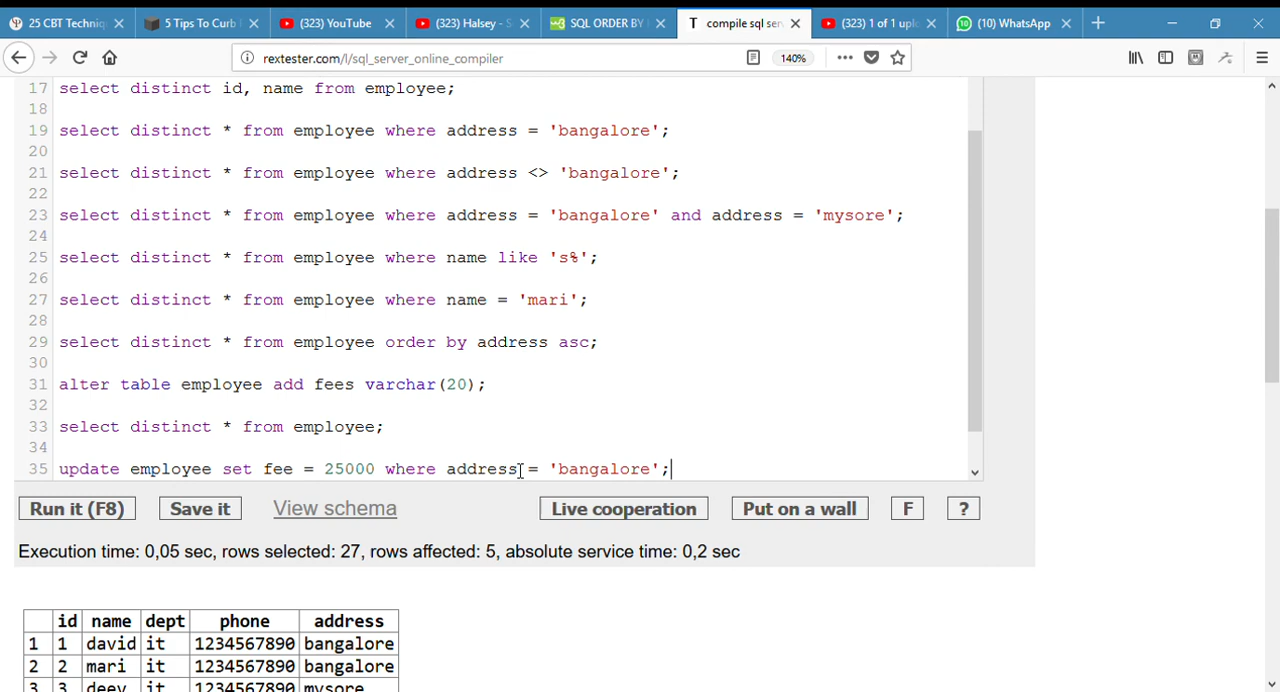 25 CBT Techniq
5 Tips To Curb
(323) YouTube
(323) Halsey - S
SQL ORDER BY
compile sql ser
(323) 1 of 1 uplo
(10) WhatsApp
rextester.com/l/sql_server_online_compiler
140%
17 select distinct id, name from employee;
18
19 select distinct * from employee where address = 'bangalore';
20
21 select distinct * from employee where address <> 'bangalore';
22
23 select distinct * from employee where address = 'bangalore' and address = 'mysore';
24
25 select distinct * from employee where name like 's%';
26
27 select distinct * from employee where name = 'mari';
28
29 select distinct * from employee order by address asc;
30
31 alter table employee add fees varchar(20);
32
33 select distinct * from employee;
34
35 update employee set fee = 25000 where address = 'bangalore';
Run it (F8) Save it View schema Live cooperation Put on a wall F ?
Execution time: 0,05 sec, rows selected: 27, rows affected: 5, absolute service time: 0,2 sec
id name dept phone address
1 1 david it 1234567890 bangalore
2 2 mari it 1234567890 bangalore
3 3 deev it 1234567890 mysore